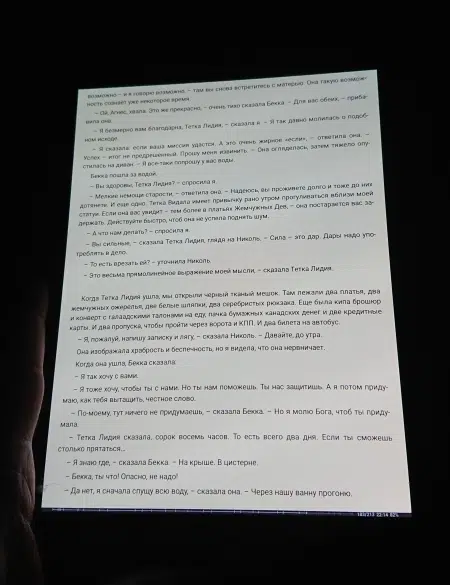 возможно – и я говорю возможно, – там вы снова встретитесь с матерью. Она такую возмож-
ность сознает уже некоторое время.
– Ой, Агнес, хвала. Это же прекрасно, – очень тихо сказала Бекка. – Для вас обеих, – приба-
вила она.
– Я безмерно вам благодарна, Тетка Лидия, – сказала я. – Я так давно молилась о подоб-
ном исходе.
– Я сказала: если ваша миссия удастся. А это очень жирное «если», – ответила она. –
Успех – итог не предрешенный. Прошу меня извинить. – Она огляделась, затем тяжело опу-
стилась на диван. – Я все-таки попрошу у вас воды.
Бекка пошла за водой.
– Вы здоровы, Тетка Лидия? – спросила я.
– Мелкие немощи старости, – ответила она. – Надеюсь, вы проживете долго и тоже до них
дотянете. И еще одно. Тетка Видала имеет привычку рано утром прогуливаться вблизи моей
статуи. Если она вас увидит – тем более в платьях Жемчужных Дев, – она постарается вас за-
держать. Действуйте быстро, чтоб она не успела поднять шум.
– А что нам делать? – спросила я.
– Вы сильные, – сказала Тетка Лидия, глядя на Николь. – Сила – это дар. Дары надо упо-
треблять в дело.
– То есть врезать ей? – уточнила Николь.
– Это весьма прямолинейное выражение моей мысли, – сказала Тетка Лидия.
Когда Тетка Лидия ушла, мы открыли черный тканый мешок. Там лежали два платья, два
жемчужных ожерелья, две белые шляпки, два серебристых рюкзака. Еще была кипа брошюр
и конверт с галаадскими талонами на еду, пачка бумажных канадских денег и две кредитные
карты. И два пропуска, чтобы пройти через ворота и КПП. И два билета на автобус.
– Я, пожалуй, напишу записку и лягу, – сказала Николь. – Давайте, до утра.
Она изображала храбрость и беспечность, но я видела, что она нервничает.
Когда она ушла, Бекка сказала:
– Я так хочу с вами.
– Я тоже хочу, чтобы ты с нами. Но ты нам поможешь. Ты нас защитишь. А я потом приду-
маю, как тебя вытащить, честное слово.
– По-моему, тут ничего не придумаешь, – сказала Бекка. – Но я молю Бога, чтоб ты приду-
мала.
– Тетка Лидия сказала, сорок восемь часов. То есть всего два дня. Если ты сможешь
столько прятаться...
– Я знаю где, – сказала Бекка. – На крыше. В цистерне.
– Бекка, ты что! Опасно, не надо!
– Да нет, я сначала спущу всю воду, – сказала она. – Через нашу ванну прогоню.